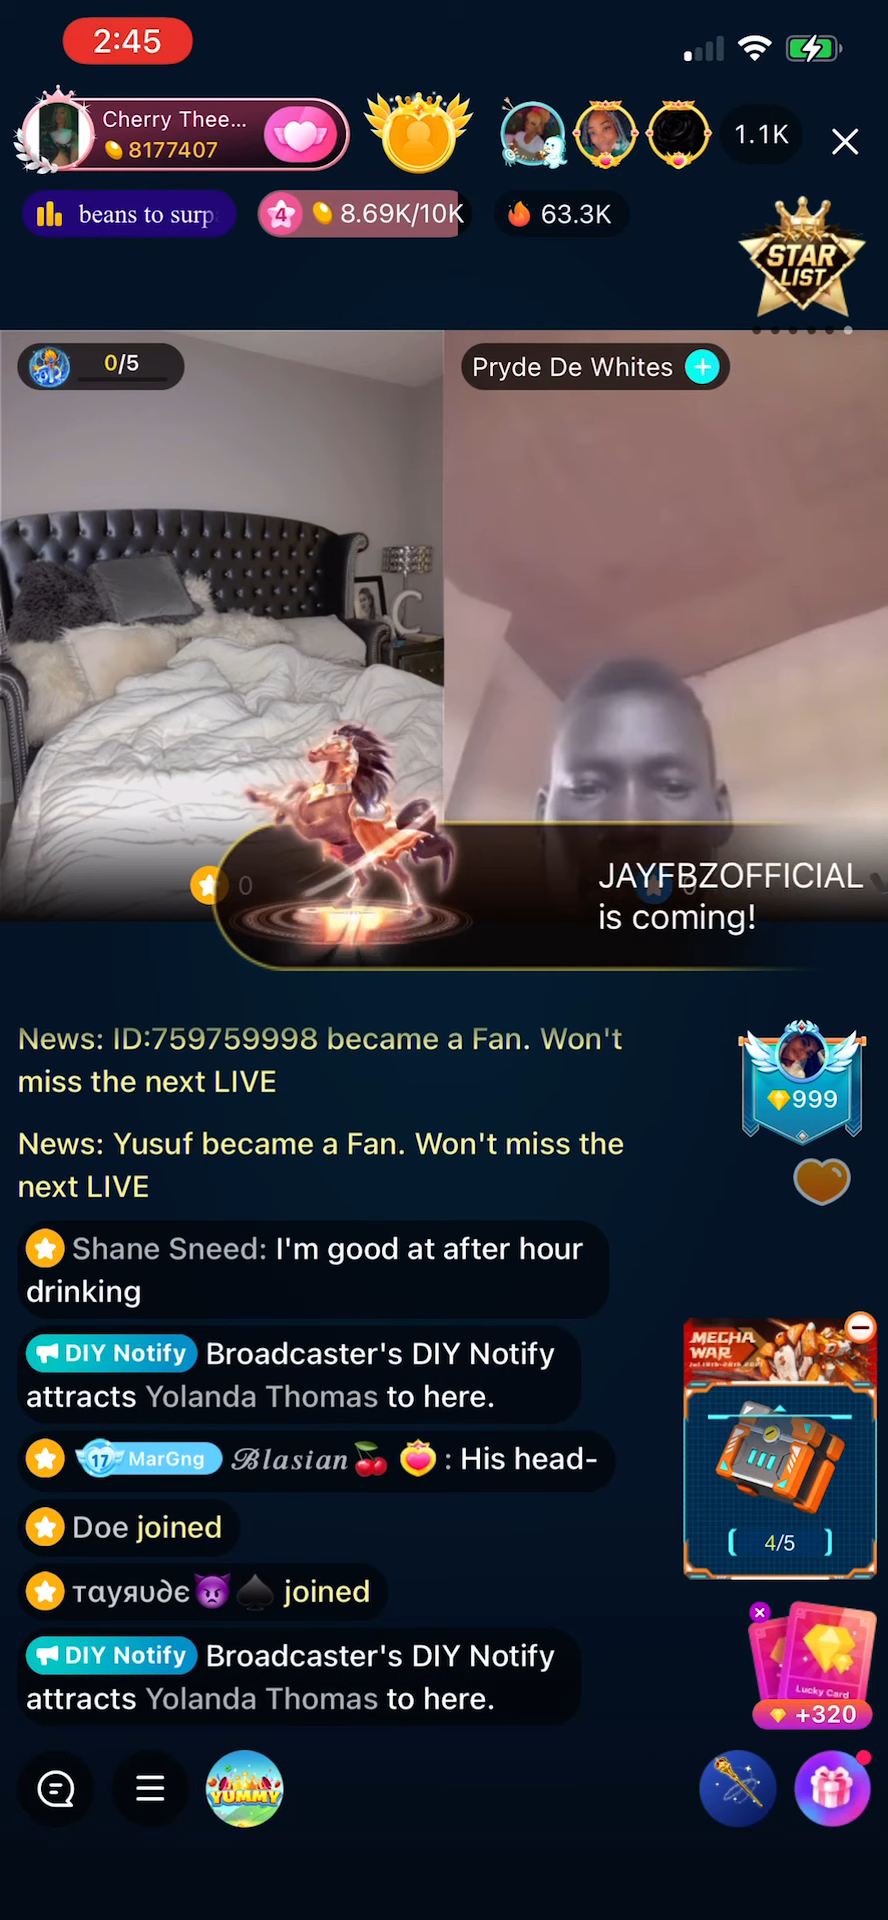 2:45
Cherry Thee...
8177407
1.1K
beans to surp
4
8.69K/10K
63.3K
STAR
LIST
0/5
Pryde De Whites
C
0
JAYFBZOFFICIAL
is coming!
News: ID:759759998 became a Fan. Won't
miss the next LIVE
999
News: Yusuf became a Fan. Won't miss the
next LIVE
Shane Sneed: I'm good at after hour
drinking
MECHA
WAR
DIY Notify Broadcaster's DIY Notify
attracts Yolanda Thomas to here.
17 MarGng ℬlasian🍒 : His head-
4/5
Doe joined
ταуяυ∂є😈♠️ joined
DIY Notify Broadcaster's DIY Notify
attracts Yolanda Thomas to here.
Lucky Card
+320
YUMMY